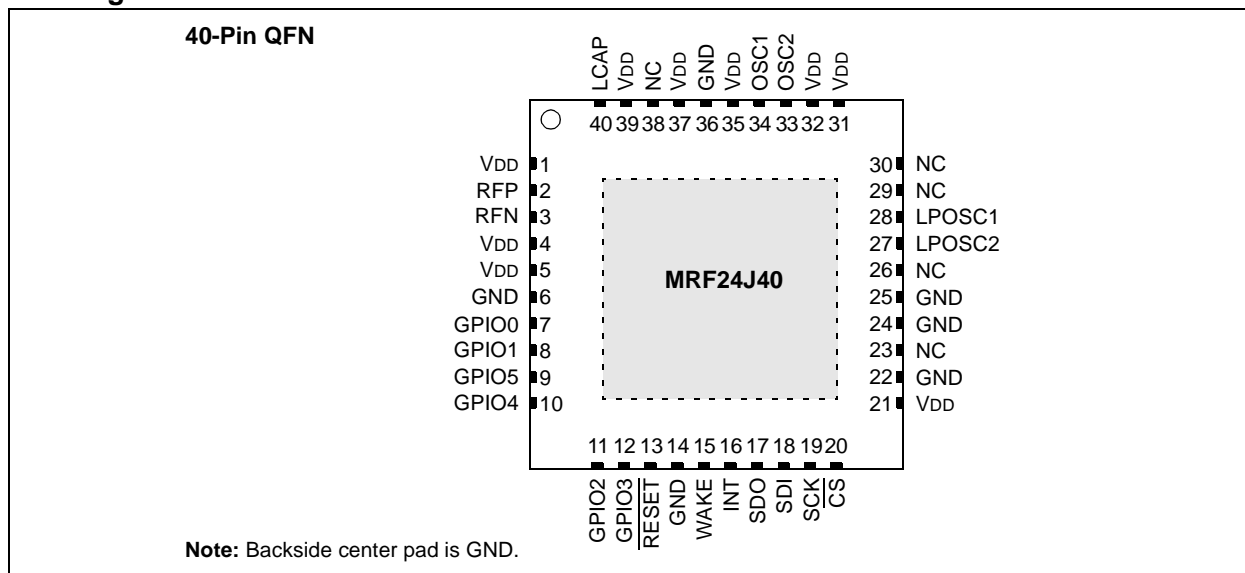 40-Pin QFN
LCAP
VDD
NC
VDD
GND
VDD
OSC1
OSC2
VDD
VDD
40 39 38 37 36 35 34 33 32 31
VDD 1
RFP 2
RFN 3
VDD 4
VDD 5
GND 6
GPIO0 7
GPIO1 8
GPIO5 9
GPIO4 10
MRF24J40
30 NC
29 NC
28 LPOSC1
27 LPOSC2
26 NC
25 GND
24 GND
23 NC
22 GND
21 VDD
11 12 13 14 15 16 17 18 19 20
GPIO2
GPIO3
RESET
GND
WAKE
INT
SDO
SDI
SCK
CS
Note: Backside center pad is GND.